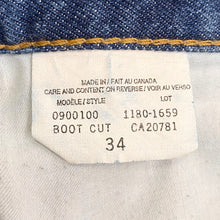 MADE IN / FAIT AU CANADA
CARE AND CONTENT ON REVERSE / VOIR AU VERSO
MODÈLE / STYLE LOT
0900100 1180-1659
BOOT CUT CA20781
34